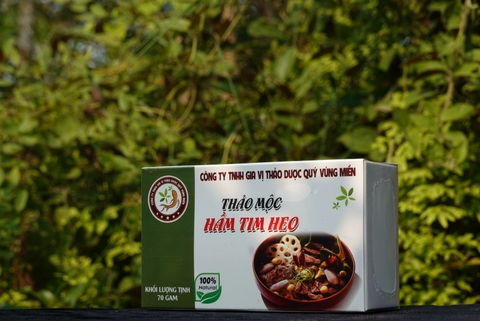 CÔNG TY TNHH GIA VỊ THẢO DƯỢC QUÝ VÙNG MIỀN
THẢO MỘC
HẦM TIM HEO
100%
Natural
KHỐI LƯỢNG TỊNH
70 GAM